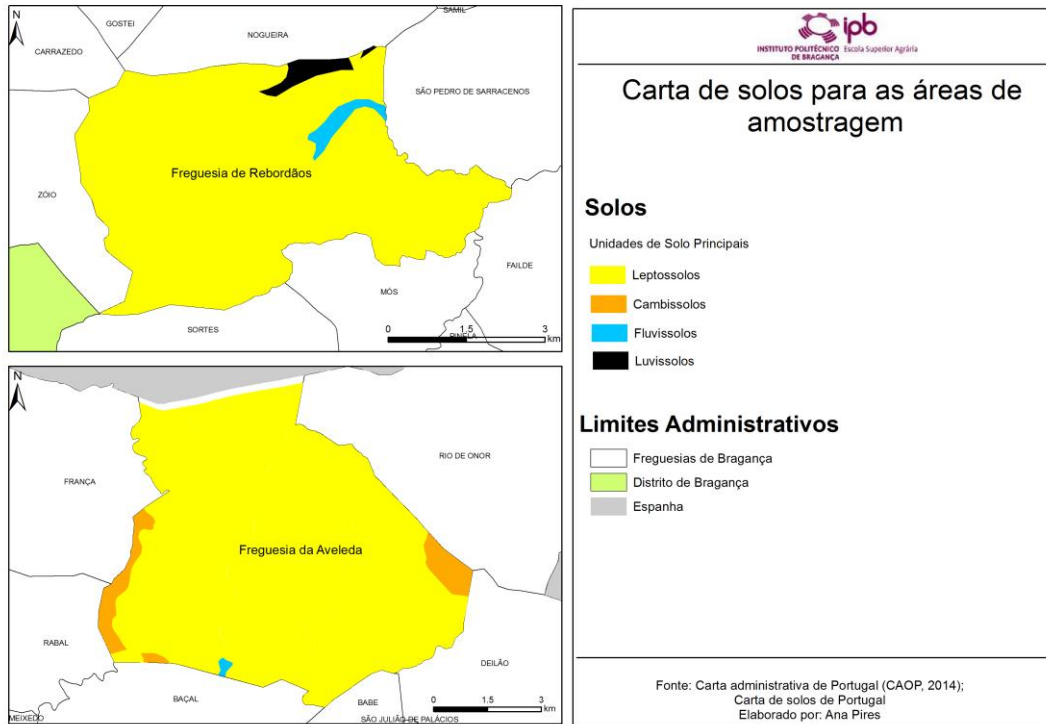 GOSTEI
SAMIL
N
NOGUEIRA
CARRAZEDO
SÃO PEDRO DE SARRACENOS
Freguesia de Rebordãos
ZÓIO
FAILDE
MÓS
SORTES
PINELA
0 1.5 3
km
N
RIO DE ONOR
FRANÇA
Freguesia da Aveleda
RABAL
DEILÃO
BAÇAL
BABE
MEIXEDO
SÃO JULIÃO DE PALÁCIOS
0 1.5 3
km
ipb
INSTITUTO POLITÉCNICO
DE BRAGANÇA
Escola Superior Agrária
Carta de solos para as áreas de
amostragem
Solos
Unidades de Solo Principais
Leptossolos
Cambissolos
Fluvissolos
Luvissolos
Limites Administrativos
Freguesias de Bragança
Distrito de Bragança
Espanha
Fonte: Carta administrativa de Portugal (CAOP, 2014);
Carta de solos de Portugal
Elaborado por: Ana Pires